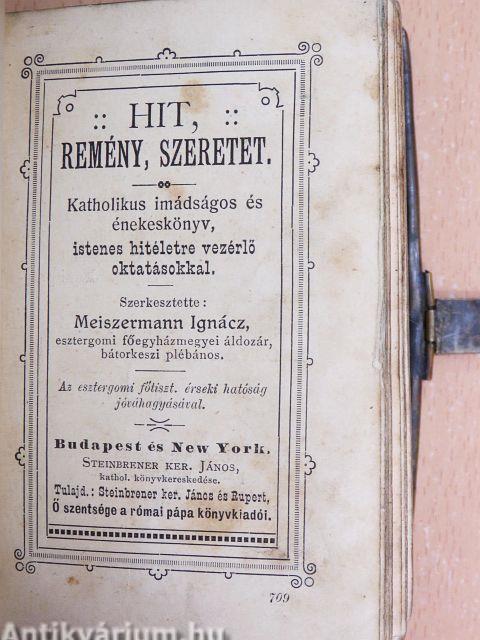 :: HIT, ::
REMÉNY, SZERETET.
Katholikus imádságos és
énekeskönyv,
istenes hitéletre vezérlő
oktatásokkal.
Szerkesztette:
Meiszermann Ignácz,
esztergomi főegyházmegyei áldozár,
bátorkeszi plébános.
Az esztergomi főtiszt. érseki hatóság
jóváhagyásával.
Budapest és New York.
STEINBRENER KER. JÁNOS,
kathol. könyvkereskedése.
Tulajd.: Steinbrener ker. János és Rupert,
Ő szentsége a római pápa könyvkiadói.
709
Antikvárium.hu